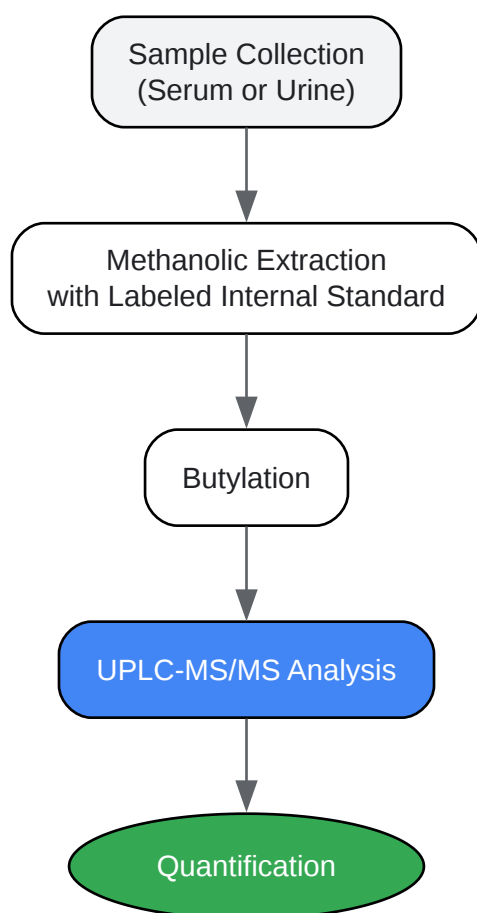 Sample Collection
(Serum or Urine)
Methanolic Extraction
with Labeled Internal Standard
Butylation
UPLC-MS/MS Analysis
Quantification